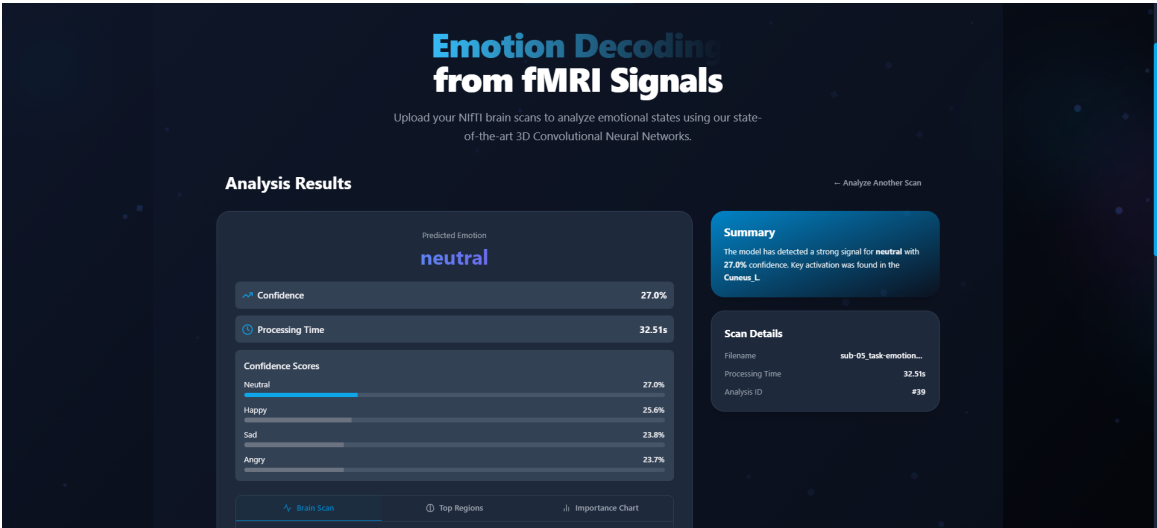 Emotion Decoding
from fMRI Signals
Upload your NIfTI brain scans to analyze emotional states using our state-
of-the-art 3D Convolutional Neural Networks.
Analysis Results
← Analyze Another Scan
Predicted Emotion
neutral
Confidence 27.0%
Processing Time 32.51s
Confidence Scores
Neutral 27.0%
Happy 25.6%
Sad 23.8%
Angry 23.7%
Brain Scan Top Regions Importance Chart
Summary
The model has detected a strong signal for neutral with
27.0% confidence. Key activation was found in the
Cuneus_L.
Scan Details
Filename sub-05_task-emotion...
Processing Time 32.51s
Analysis ID #39